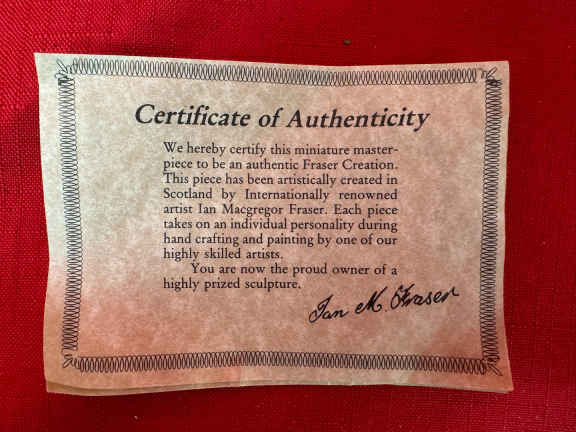 Certificate of Authenticity
We hereby certify this miniature master-
piece to be an authentic Fraser Creation.
This piece has been artistically created in
Scotland by Internationally renowned
artist Ian Macgregor Fraser. Each piece
takes on an individual personality during
hand crafting and painting by one of our
highly skilled artists.
You are now the proud owner of a
highly prized sculpture.
Ian M. Fraser